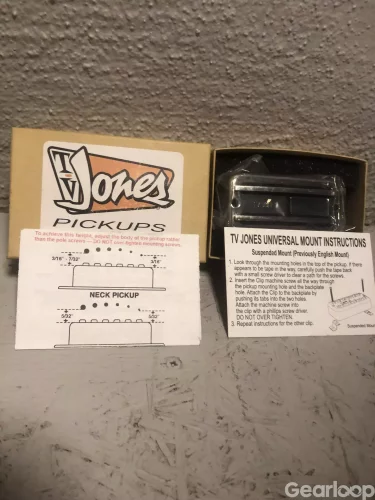 TV Jones
PICKUPS
To achieve this tension, adjust the body of the pickup rather
than the pole screws — DO NOT over tighten mounting screws.
3/16" 7/32" 3/16"
NECK PICKUP
5/32" 5/32"
TV JONES UNIVERSAL MOUNT INSTRUCTIONS
Suspended Mount (Previously English Mount)
1. Look through the mounting holes in the top of the pickup. If there
appears to be tape in the way, carefully push the tape back
with a small screw driver to clear a path for the screws.
2. Insert the Clip machine screw all the way through
the pickup mounting hole and the backplate
hole. Attach the Clip to the backplate by
pushing its tabs into the two holes.
Attach the machine screw into
the clip with a phillips screw driver.
DO NOT OVER TIGHTEN.
3. Repeat instructions for the other clip.
Suspended Mount
Gearloop